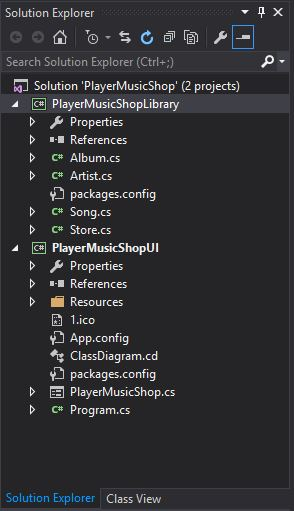 Solution Explorer
Search Solution Explorer (Ctrl+;)
Solution 'PlayerMusicShop' (2 projects)
C# PlayerMusicShopLibrary
Properties
References
C# Album.cs
C# Artist.cs
packages.config
C# Song.cs
C# Store.cs
C# PlayerMusicShopUI
Properties
References
Resources
1.ico
App.config
ClassDiagram.cd
packages.config
PlayerMusicShop.cs
C# Program.cs
Solution Explorer Class View